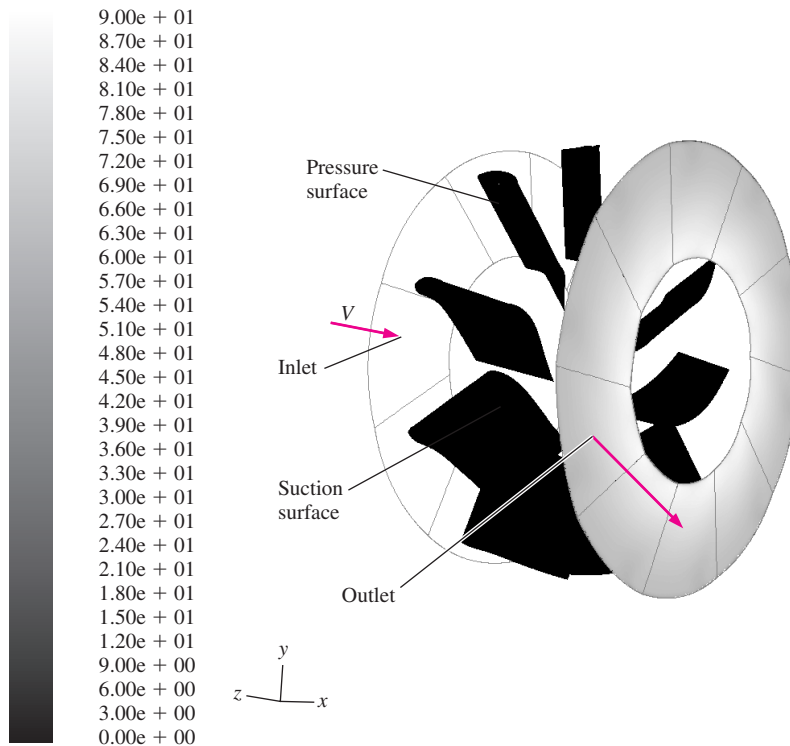 9.00e + 01
8.70e + 01
8.40e + 01
8.10e + 01
7.80e + 01
7.50e + 01
7.20e + 01
6.90e + 01
6.60e + 01
6.30e + 01
6.00e + 01
5.70e + 01
5.40e + 01
5.10e + 01
4.80e + 01
4.50e + 01
4.20e + 01
3.90e + 01
3.60e + 01
3.30e + 01
3.00e + 01
2.70e + 01
2.40e + 01
2.10e + 01
1.80e + 01
1.50e + 01
1.20e + 01
9.00e + 00
6.00e + 00
3.00e + 00
0.00e + 00
Pressure
surface
V
Inlet
Suction
surface
Outlet
y
z
x